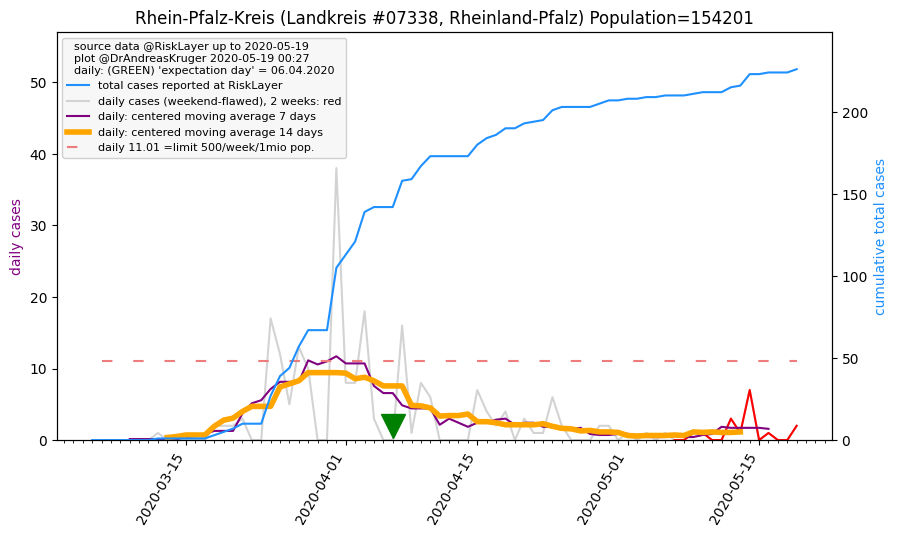 Rhein-Pfalz-Kreis (Landkreis #07338, Rheinland-Pfalz) Population=154201
source data @RiskLayer up to 2020-05-19
plot @DrAndreasKruger 2020-05-19 00:27
daily: (GREEN) 'expectation day' = 06.04.2020
total cases reported at RiskLayer
daily cases (weekend-flawed), 2 weeks: red
daily: centered moving average 7 days
daily: centered moving average 14 days
daily 11.01 =limit 500/week/1mio pop.
daily cases
50
40
30
20
10
0
cumulative total cases
200
150
100
50
0
2020-03-15
2020-04-01
2020-04-15
2020-05-01
2020-05-15